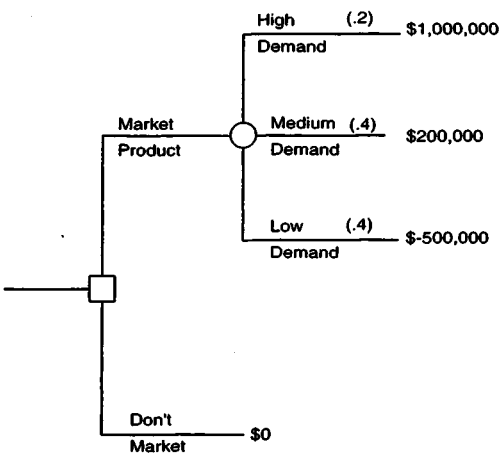 High (.2)
Demand
$1,000,000
Market
Product
Medium (.4)
Demand
$200,000
Low (.4)
Demand
$-500,000
Don't
Market
$0